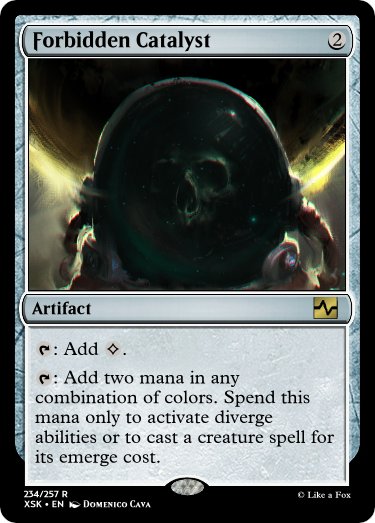 Forbidden Catalyst 2
Artifact
: Add .
: Add two mana in any
combination of colors. Spend this
mana only to activate diverge
abilities or to cast a creature spell for
its emerge cost.
234/257 R
XSK • EN Domenico Cava
© Like a Fox